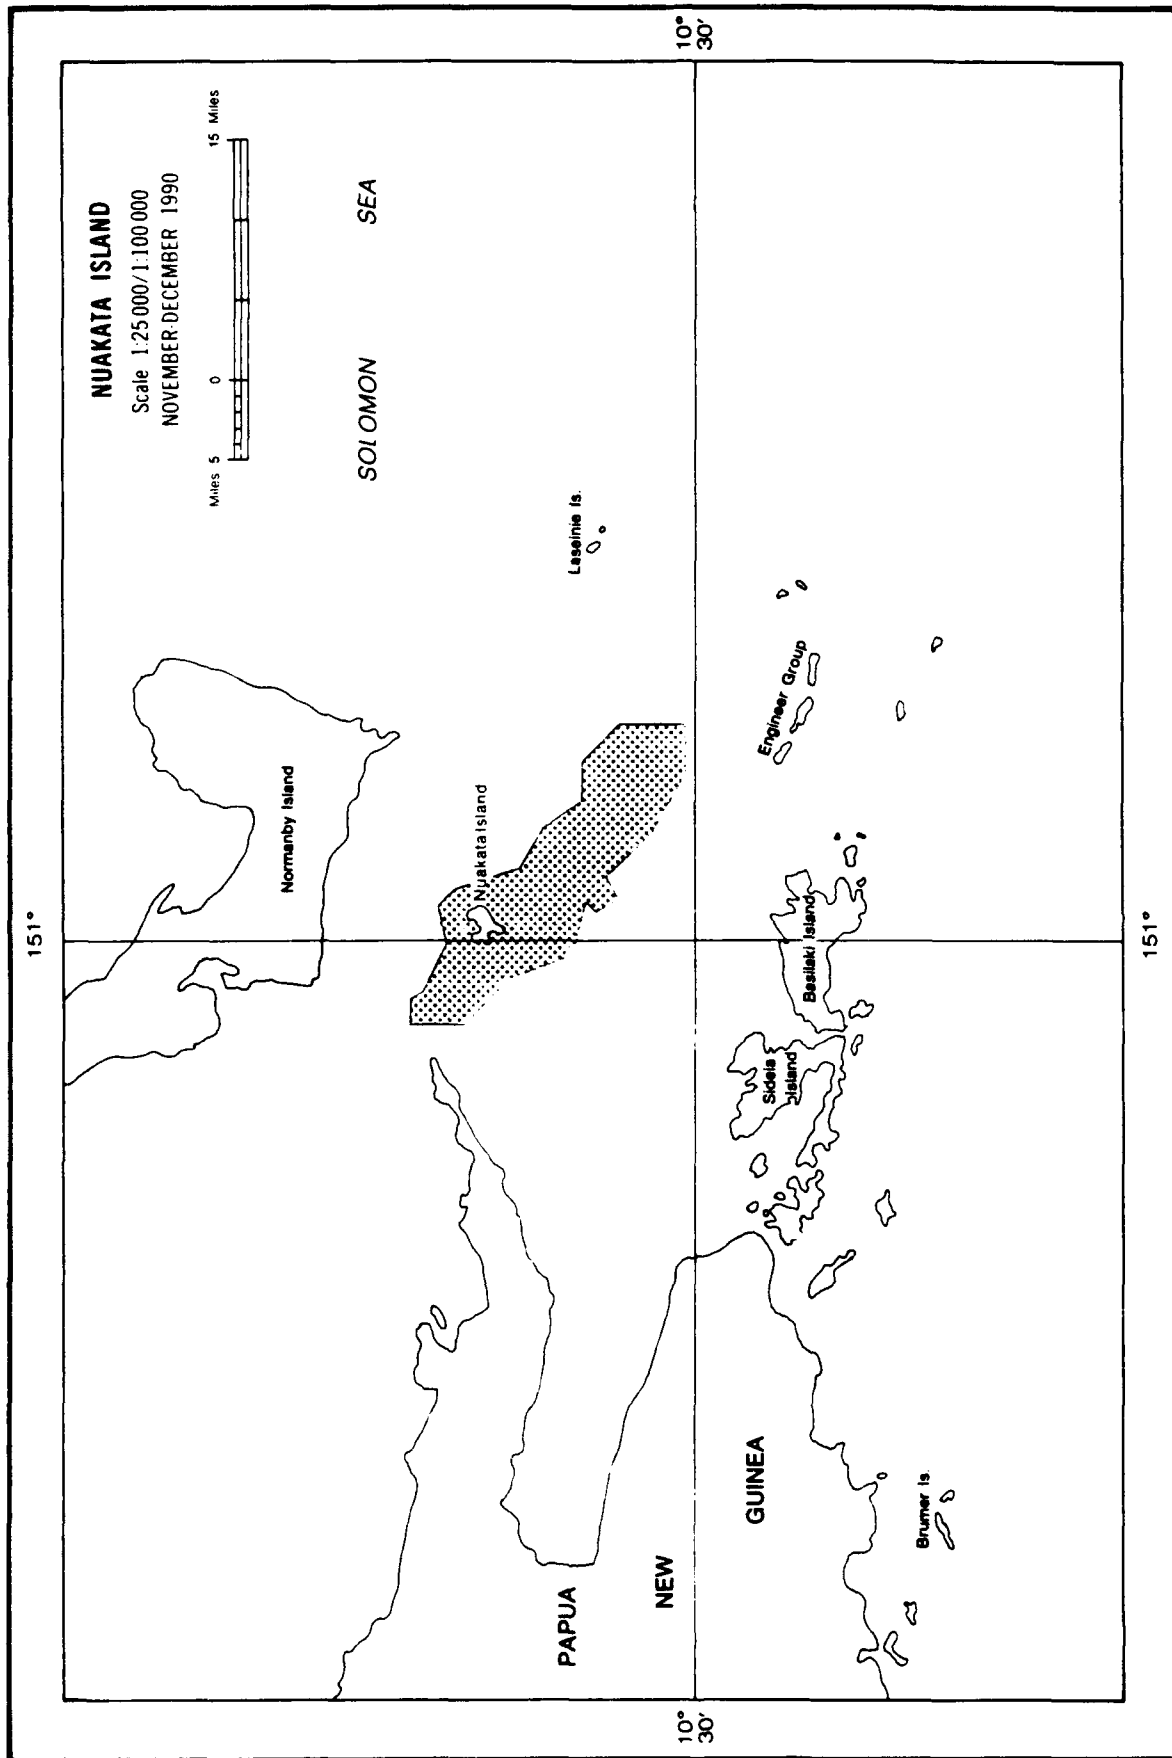 NUAKATA ISLAND
Scale 1:25 000/1:100 000
NOVEMBER-DECEMBER 1990
Miles 5 0 15 Miles
151°
10°
30'
10°
30'
151°
SOLOMON SEA
Normanby Island
Nuakata Island
Laseinie Is.
Engineer Group
Basilaki Island
Sideia
Island
PAPUA
NEW
GUINEA
Brumer Is.